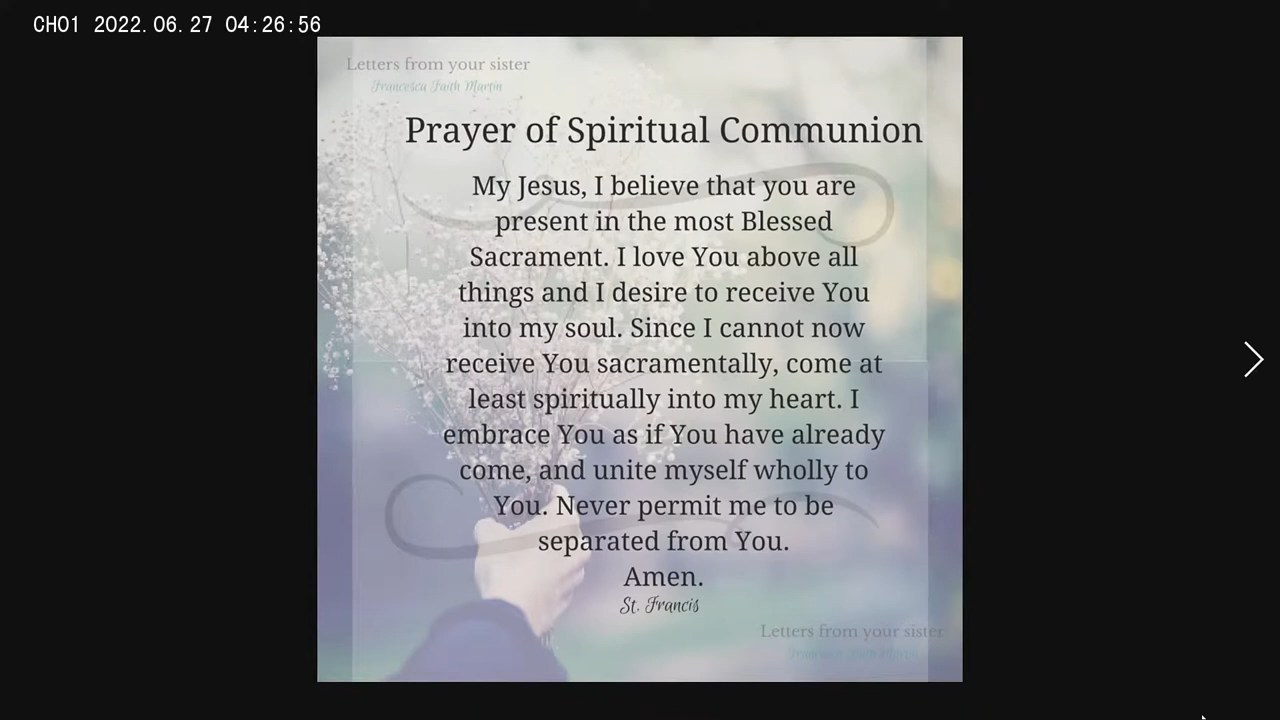 CH01 2022.06.27 04:26:56
Letters from your sister
Francesca Faith Martin
Prayer of Spiritual Communion
My Jesus, I believe that you are
present in the most Blessed
Sacrament. I love You above all
things and I desire to receive You
into my soul. Since I cannot now
receive You sacramentally, come at
least spiritually into my heart. I
embrace You as if You have already
come, and unite myself wholly to
You. Never permit me to be
separated from You.
Amen.
St. Francis
Letters from your sister